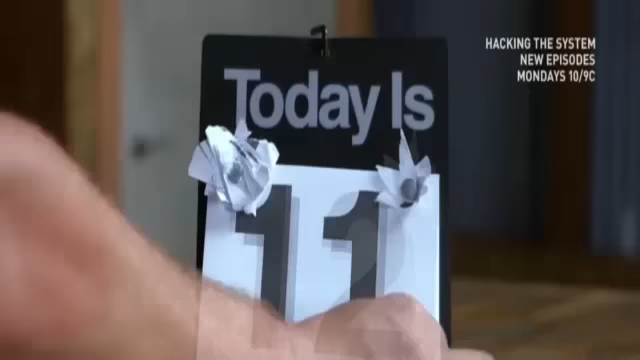 HACKING THE SYSTEM
NEW EPISODES
MONDAYS 10/9C
Today Is
11